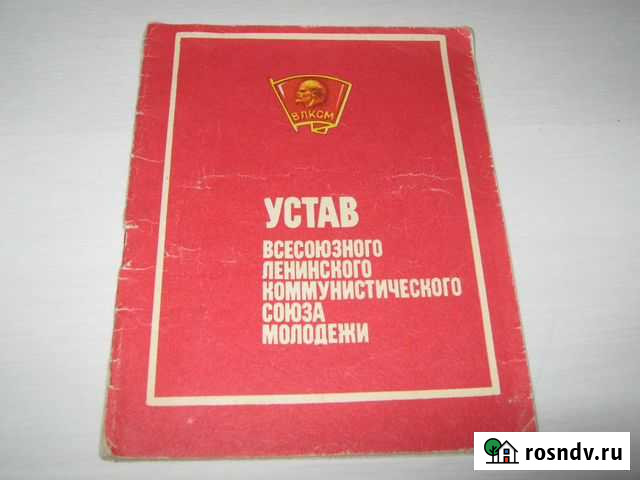 ВЛКСМ
УСТАВ
ВСЕСОЮЗНОГО
ЛЕНИНСКОГО
КОММУНИСТИЧЕСКОГО
СОЮЗА
МОЛОДЕЖИ
rosndv.ru